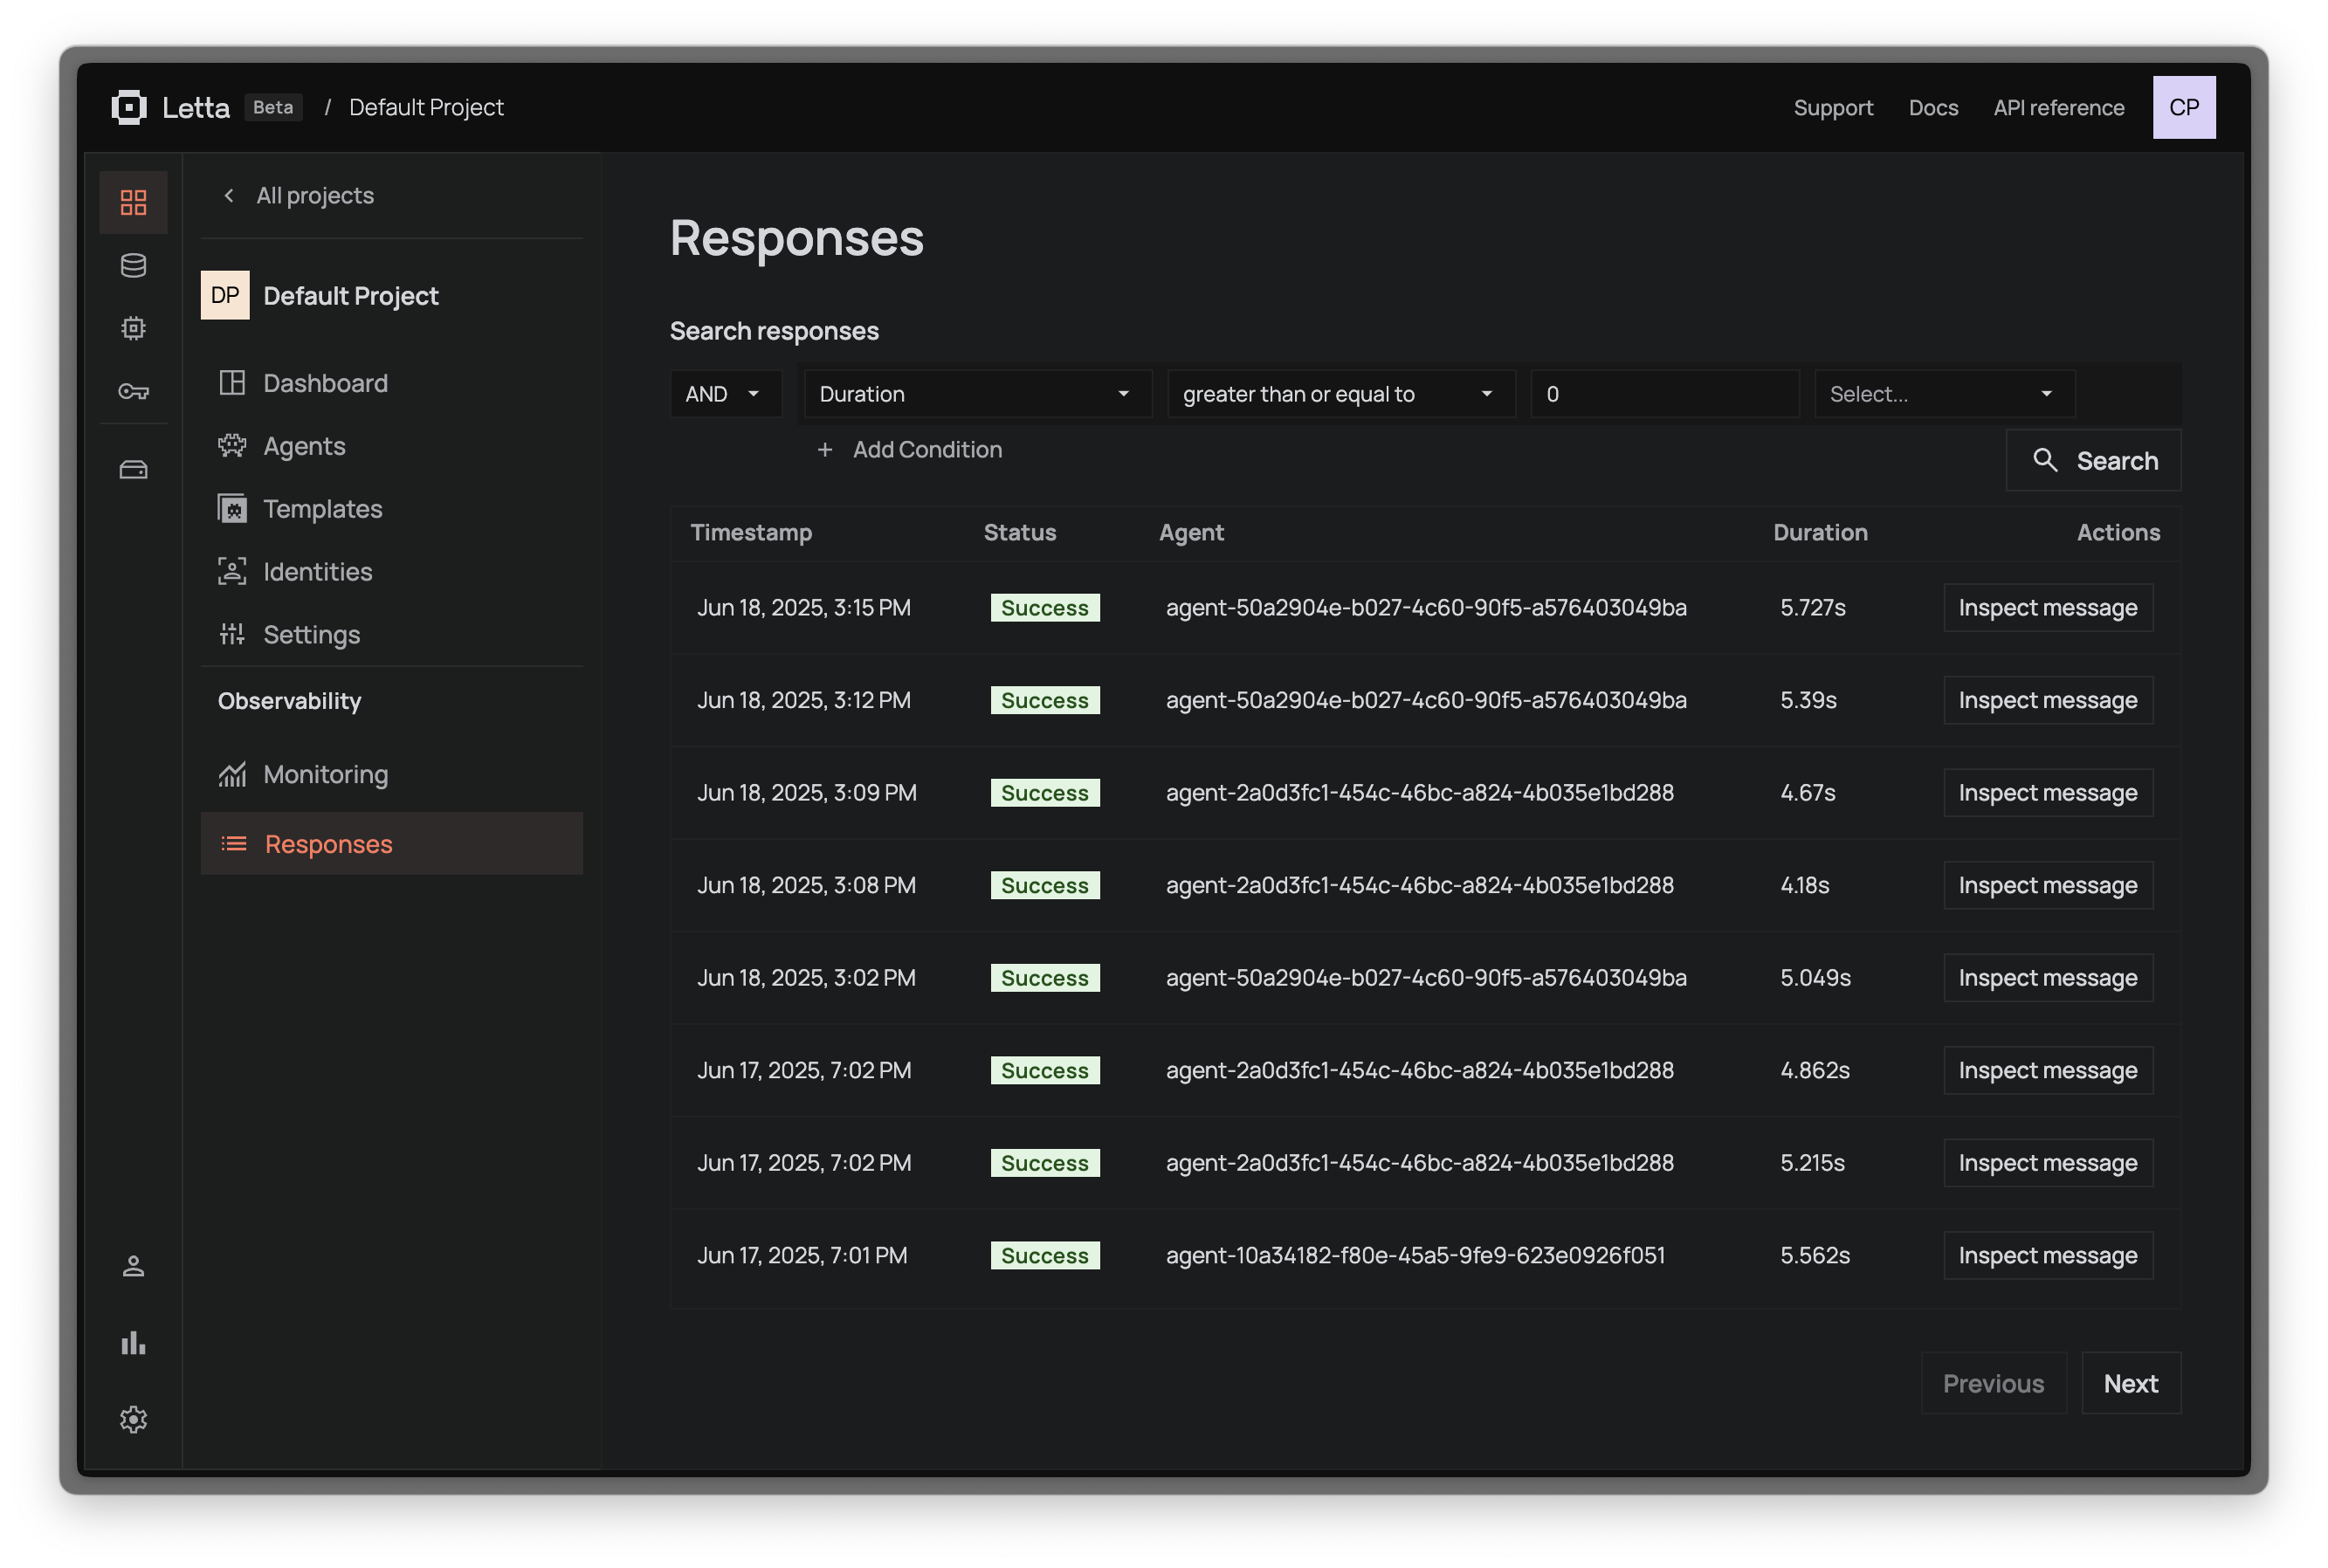 Letta Beta / Default Project
Support Docs API reference CP
All projects
DP Default Project
Dashboard
Agents
Templates
Identities
Settings
Observability
Monitoring
Responses
Responses
Search responses
AND Duration greater than or equal to 0 Select...
+ Add Condition
Search
Timestamp Status Agent Duration Actions
Jun 18, 2025, 3:15 PM Success agent-50a2904e-b027-4c60-90f5-a576403049ba 5.727s Inspect message
Jun 18, 2025, 3:12 PM Success agent-50a2904e-b027-4c60-90f5-a576403049ba 5.39s Inspect message
Jun 18, 2025, 3:09 PM Success agent-2a0d3fc1-454c-46bc-a824-4b035e1bd288 4.67s Inspect message
Jun 18, 2025, 3:08 PM Success agent-2a0d3fc1-454c-46bc-a824-4b035e1bd288 4.18s Inspect message
Jun 18, 2025, 3:02 PM Success agent-50a2904e-b027-4c60-90f5-a576403049ba 5.049s Inspect message
Jun 17, 2025, 7:02 PM Success agent-2a0d3fc1-454c-46bc-a824-4b035e1bd288 4.862s Inspect message
Jun 17, 2025, 7:02 PM Success agent-2a0d3fc1-454c-46bc-a824-4b035e1bd288 5.215s Inspect message
Jun 17, 2025, 7:01 PM Success agent-10a34182-f80e-45a5-9fe9-623e0926f051 5.562s Inspect message
Previous Next